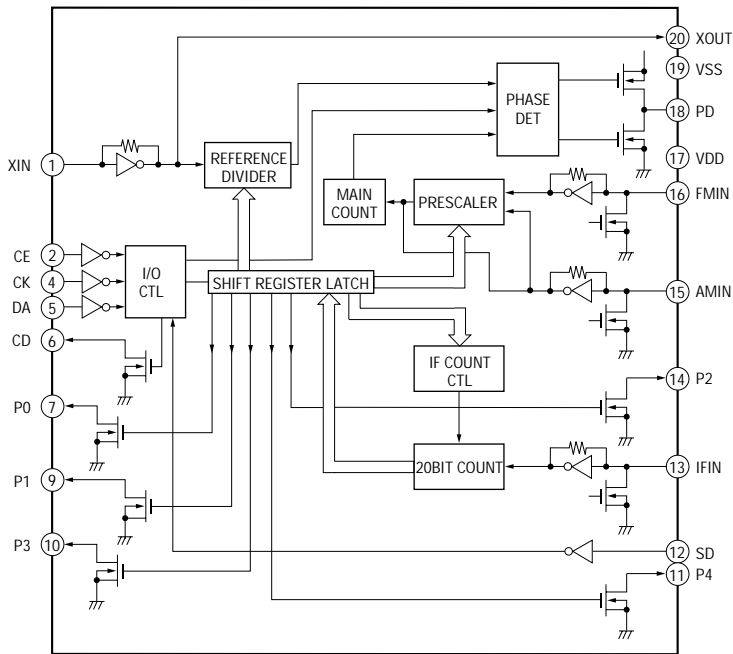 20 XOUT
19 VSS
PHASE
DET
18 PD
XIN 1
REFERENCE
DIVIDER
17 VDD
MAIN
COUNT
PRESCALER
16 FMIN
CE 2
I/O
CTL
CK 4
SHIFT REGISTER LATCH
15 AMIN
DA 5
CD 6
IF COUNT
CTL
14 P2
P0 7
20BIT COUNT
13 IFIN
P1 9
P3 10
12 SD
11 P4